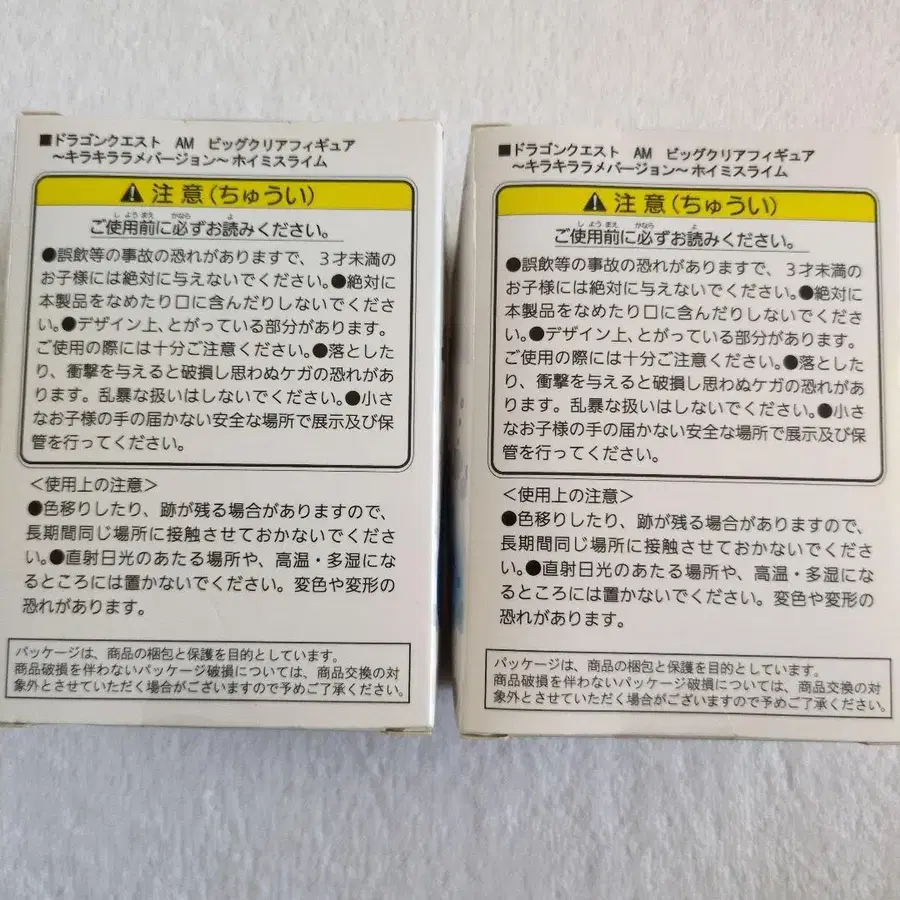 ■ドラゴンクエスト AM ビッグクリアフィギュア
～キラキララメバージョン～ホイミスライム
⚠ 注意(ちゅうい)
ご使用前に必ずお読みください。
しようまえ かなら よ
●誤飲等の事故の恐れがありますで、３才未満の
お子様には絶対に与えないでください。●絶対に
本製品をなめたり口に含んだりしないでくださ
い。●デザイン上、とがっている部分があります。
ご使用の際には十分ご注意ください。●落とした
り、衝撃を与えると破損し思わぬケガの恐れがあ
ります。乱暴な扱いはしないでください。●小さ
なお子様の手の届かない安全な場所で展示及び保
管を行ってください。
＜使用上の注意＞
●色移りしたり、跡が残る場合がありますので、
長期間同じ場所に接触させておかないでくださ
い。●直射日光のあたる場所や、高温・多湿にな
るところには置かないでください。変色や変形の
恐れがあります。
パッケージは、商品の梱包と保護を目的としています。
商品破損を伴わないパッケージ破損については、商品交換の対
象外とさせていただく場合がございますので予めご了承ください。
■ドラゴンクエスト AM ビッグクリアフィギュア
～キラキララメバージョン～ホイミスライム
⚠ 注意(ちゅうい)
ご使用前に必ずお読みください。
しようまえ かなら よ
●誤飲等の事故の恐れがありますで、３才未満の
お子様には絶対に与えないでください。●絶対に
本製品をなめたり口に含んだりしないでくださ
い。●デザイン上、とがっている部分があります。
ご使用の際には十分ご注意ください。●落とした
り、衝撃を与えると破損し思わぬケガの恐れがあ
ります。乱暴な扱いはしないでください。●小さ
なお子様の手の届かない安全な場所で展示及び保
管を行ってください。
＜使用上の注意＞
●色移りしたり、跡が残る場合がありますので、
長期間同じ場所に接触させておかないでくださ
い。●直射日光のあたる場所や、高温・多湿にな
るところには置かないでください。変色や変形の
恐れがあります。
パッケージは、商品の梱包と保護を目的としています。
商品破損を伴わないパッケージ破損については、商品交換の対
象外とさせていただく場合がございますので予めご了承ください。